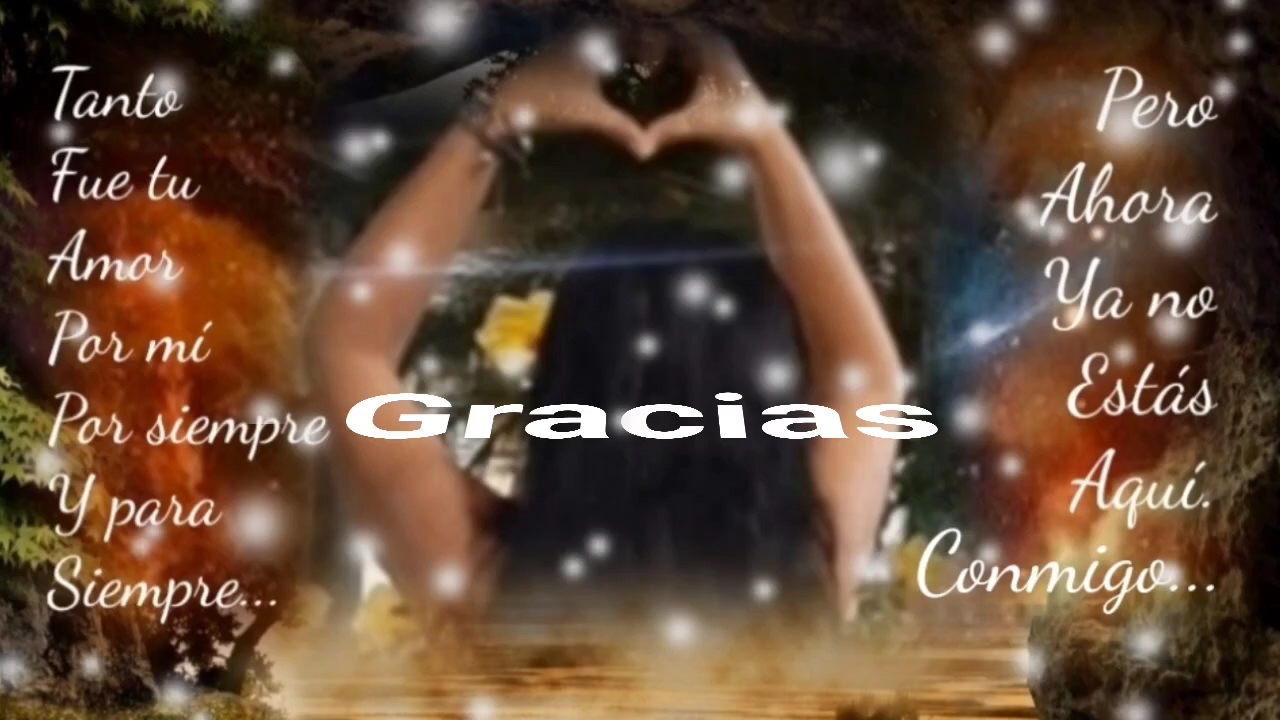 Tanto
Fue tu
Amor
Por mí
Por siempre
Y para
Siempre...
Gracias
Pero
Ahora
Ya no
Estás
Aquí.
Conmigo...